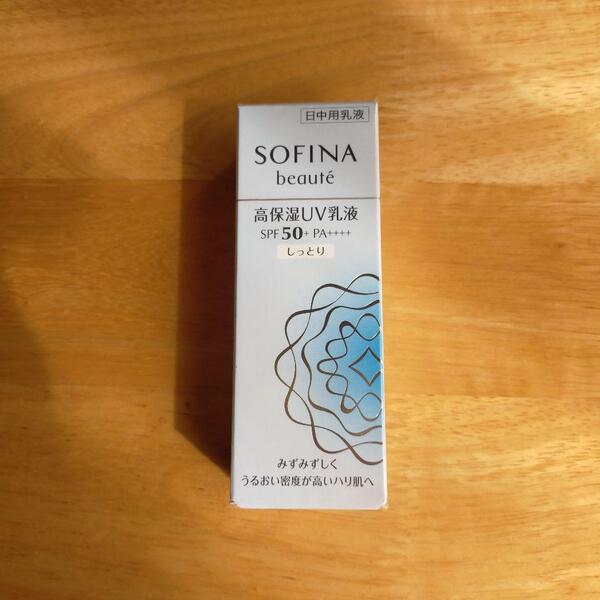 日中用乳液
SOFINA
beauté
高保湿UV乳液
SPF 50+ PA++++
しっとり
みずみずしく
うるおい密度が高いハリ肌へ